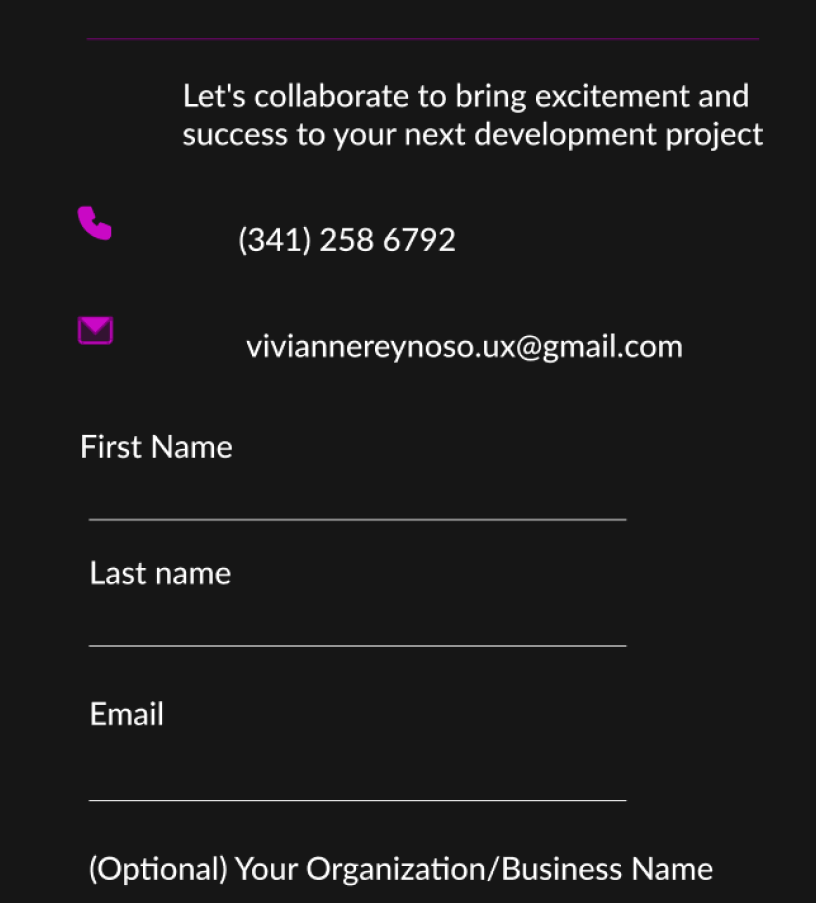 Let's collaborate to bring excitement and
success to your next development project
(341) 258 6792
viviannereynoso.ux@gmail.com
First Name
Last name
Email
(Optional) Your Organization/Business Name